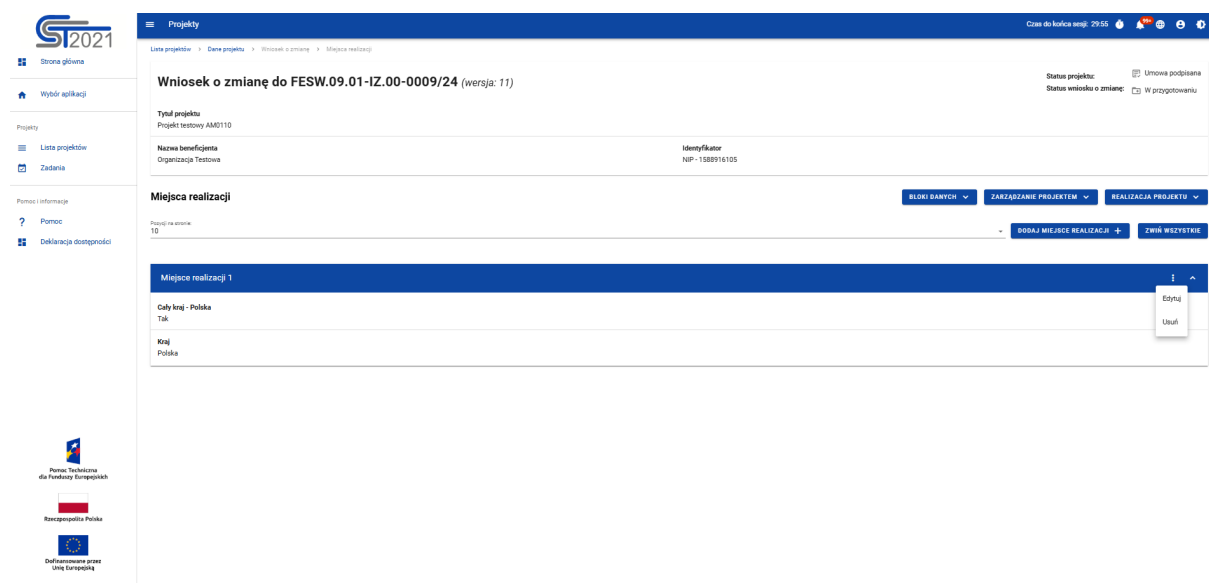 ST2021
Strona główna
Wybór aplikacji
Projekty
Lista projektów
Zadania
Pomoc i informacje
Pomoc
Deklaracja dostępności
Pomoc Techniczna
dla Funduszy Europejskich
Rzeczpospolita Polska
Dofinansowane przez
Unię Europejską
Projekty
Czas do końca sesji: 29:55
99+
Lista projektów > Dane projektu > Wniosek o zmianę > Miejsca realizacji
Wniosek o zmianę do FESW.09.01-IZ.00-0009/24 (wersja: 11)
Status projektu: Umowa podpisana
Status wniosku o zmianę: W przygotowaniu
Tytuł projektu
Projekt testowy AM0110
Nazwa beneficjenta
Organizacja Testowa
Identyfikator
NIP - 1588916105
Miejsca realizacji
BLOKI DANYCH
ZARZĄDZANIE PROJEKTEM
REALIZACJA PROJEKTU
Pozycji na stronie:
10
DODAJ MIEJSCE REALIZACJI +
ZWIŃ WSZYSTKIE
Miejsce realizacji 1
Edytuj
Usuń
Cały kraj - Polska
Tak
Kraj
Polska